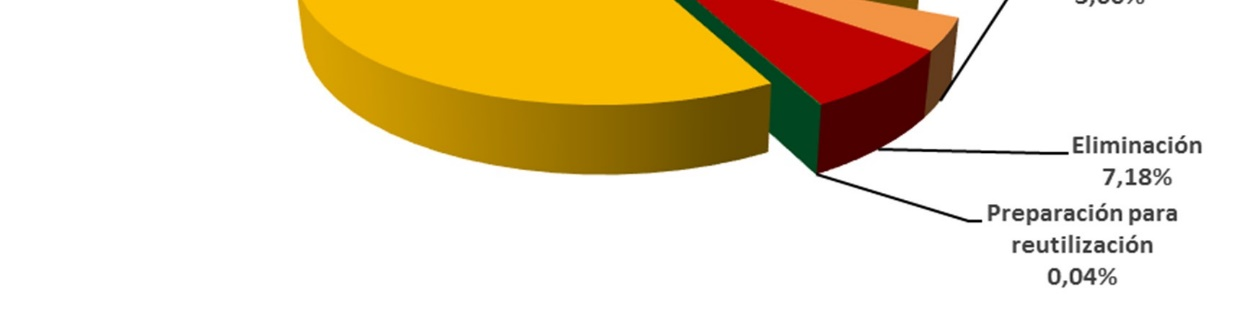 Eliminación
7,18%
Preparación para
reutilización
0,04%